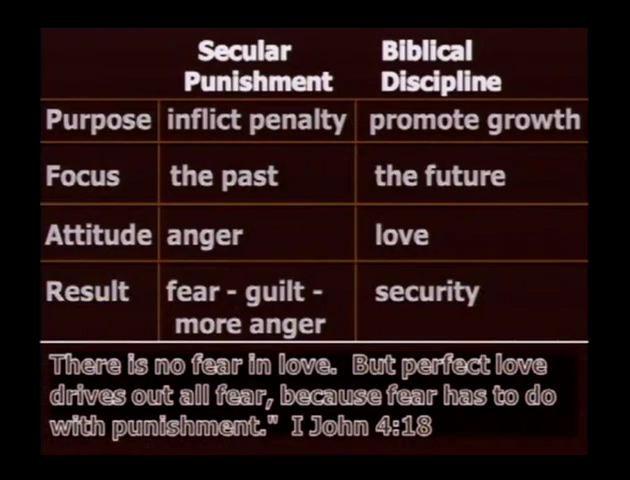 Secular Biblical
Punishment Discipline
Purpose inflict penalty promote growth
Focus the past the future
Attitude anger love
Result fear - guilt - security
more anger
There is no fear in love. But perfect love
drives out all fear, because fear has to do
with punishment." I John 4:18